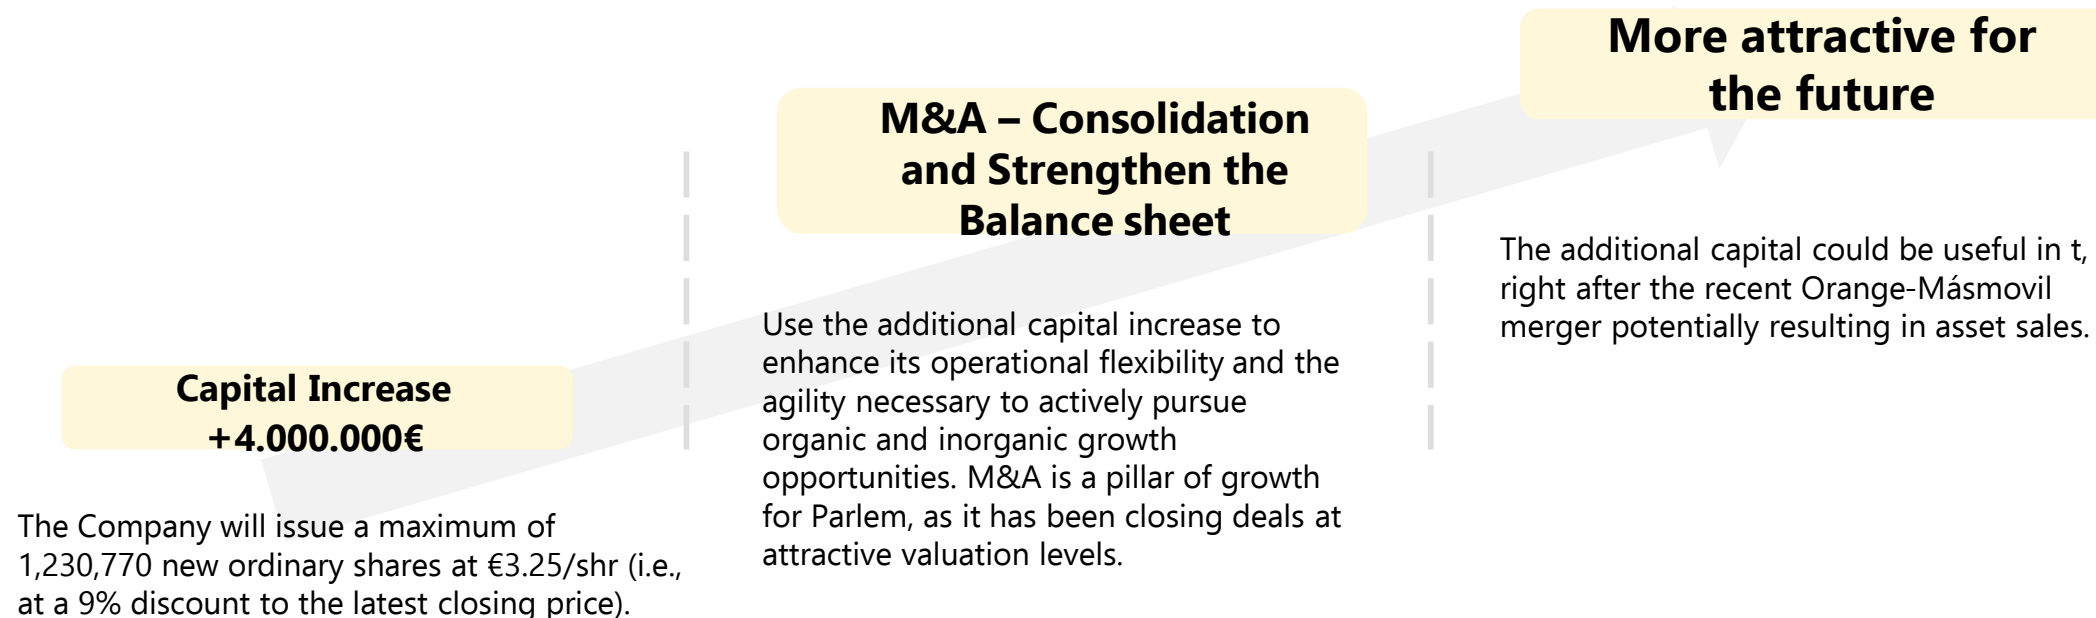 Capital Increase
+4.000.000€
The Company will issue a maximum of
1,230,770 new ordinary shares at €3.25/shr (i.e.,
at a 9% discount to the latest closing price).
M&A – Consolidation
and Strengthen the
Balance sheet
Use the additional capital increase to
enhance its operational flexibility and the
agility necessary to actively pursue
organic and inorganic growth
opportunities. M&A is a pillar of growth
for Parlem, as it has been closing deals at
attractive valuation levels.
More attractive for
the future
The additional capital could be useful in t,
right after the recent Orange-Másmovil
merger potentially resulting in asset sales.